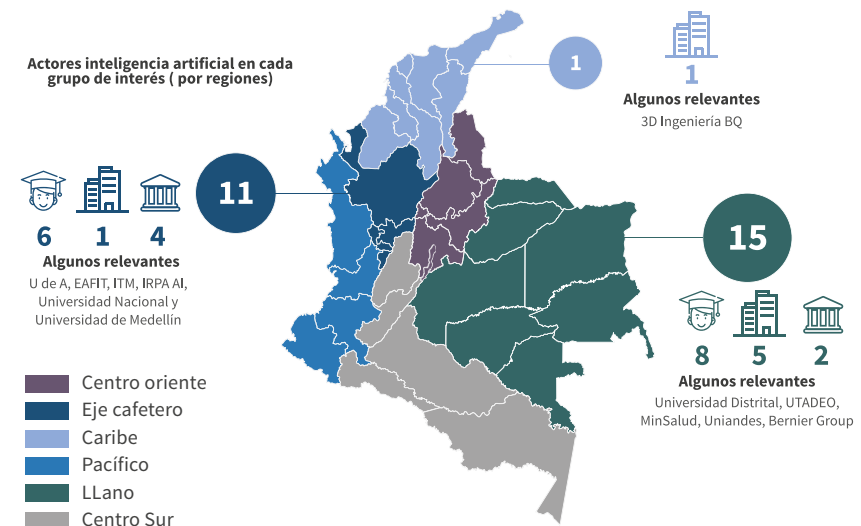 Actores inteligencia artificial en cada
grupo de interés ( por regiones)
1
1
Algunos relevantes
3D Ingeniería BQ
11
6 1 4
Algunos relevantes
U de A, EAFIT, ITM, IRPA AI,
Universidad Nacional y
Universidad de Medellín
15
8 5 2
Algunos relevantes
Universidad Distrital, UTADEO,
MinSalud, Uniandes, Bernier Group
Centro oriente
Eje cafetero
Caribe
Pacífico
LLano
Centro Sur